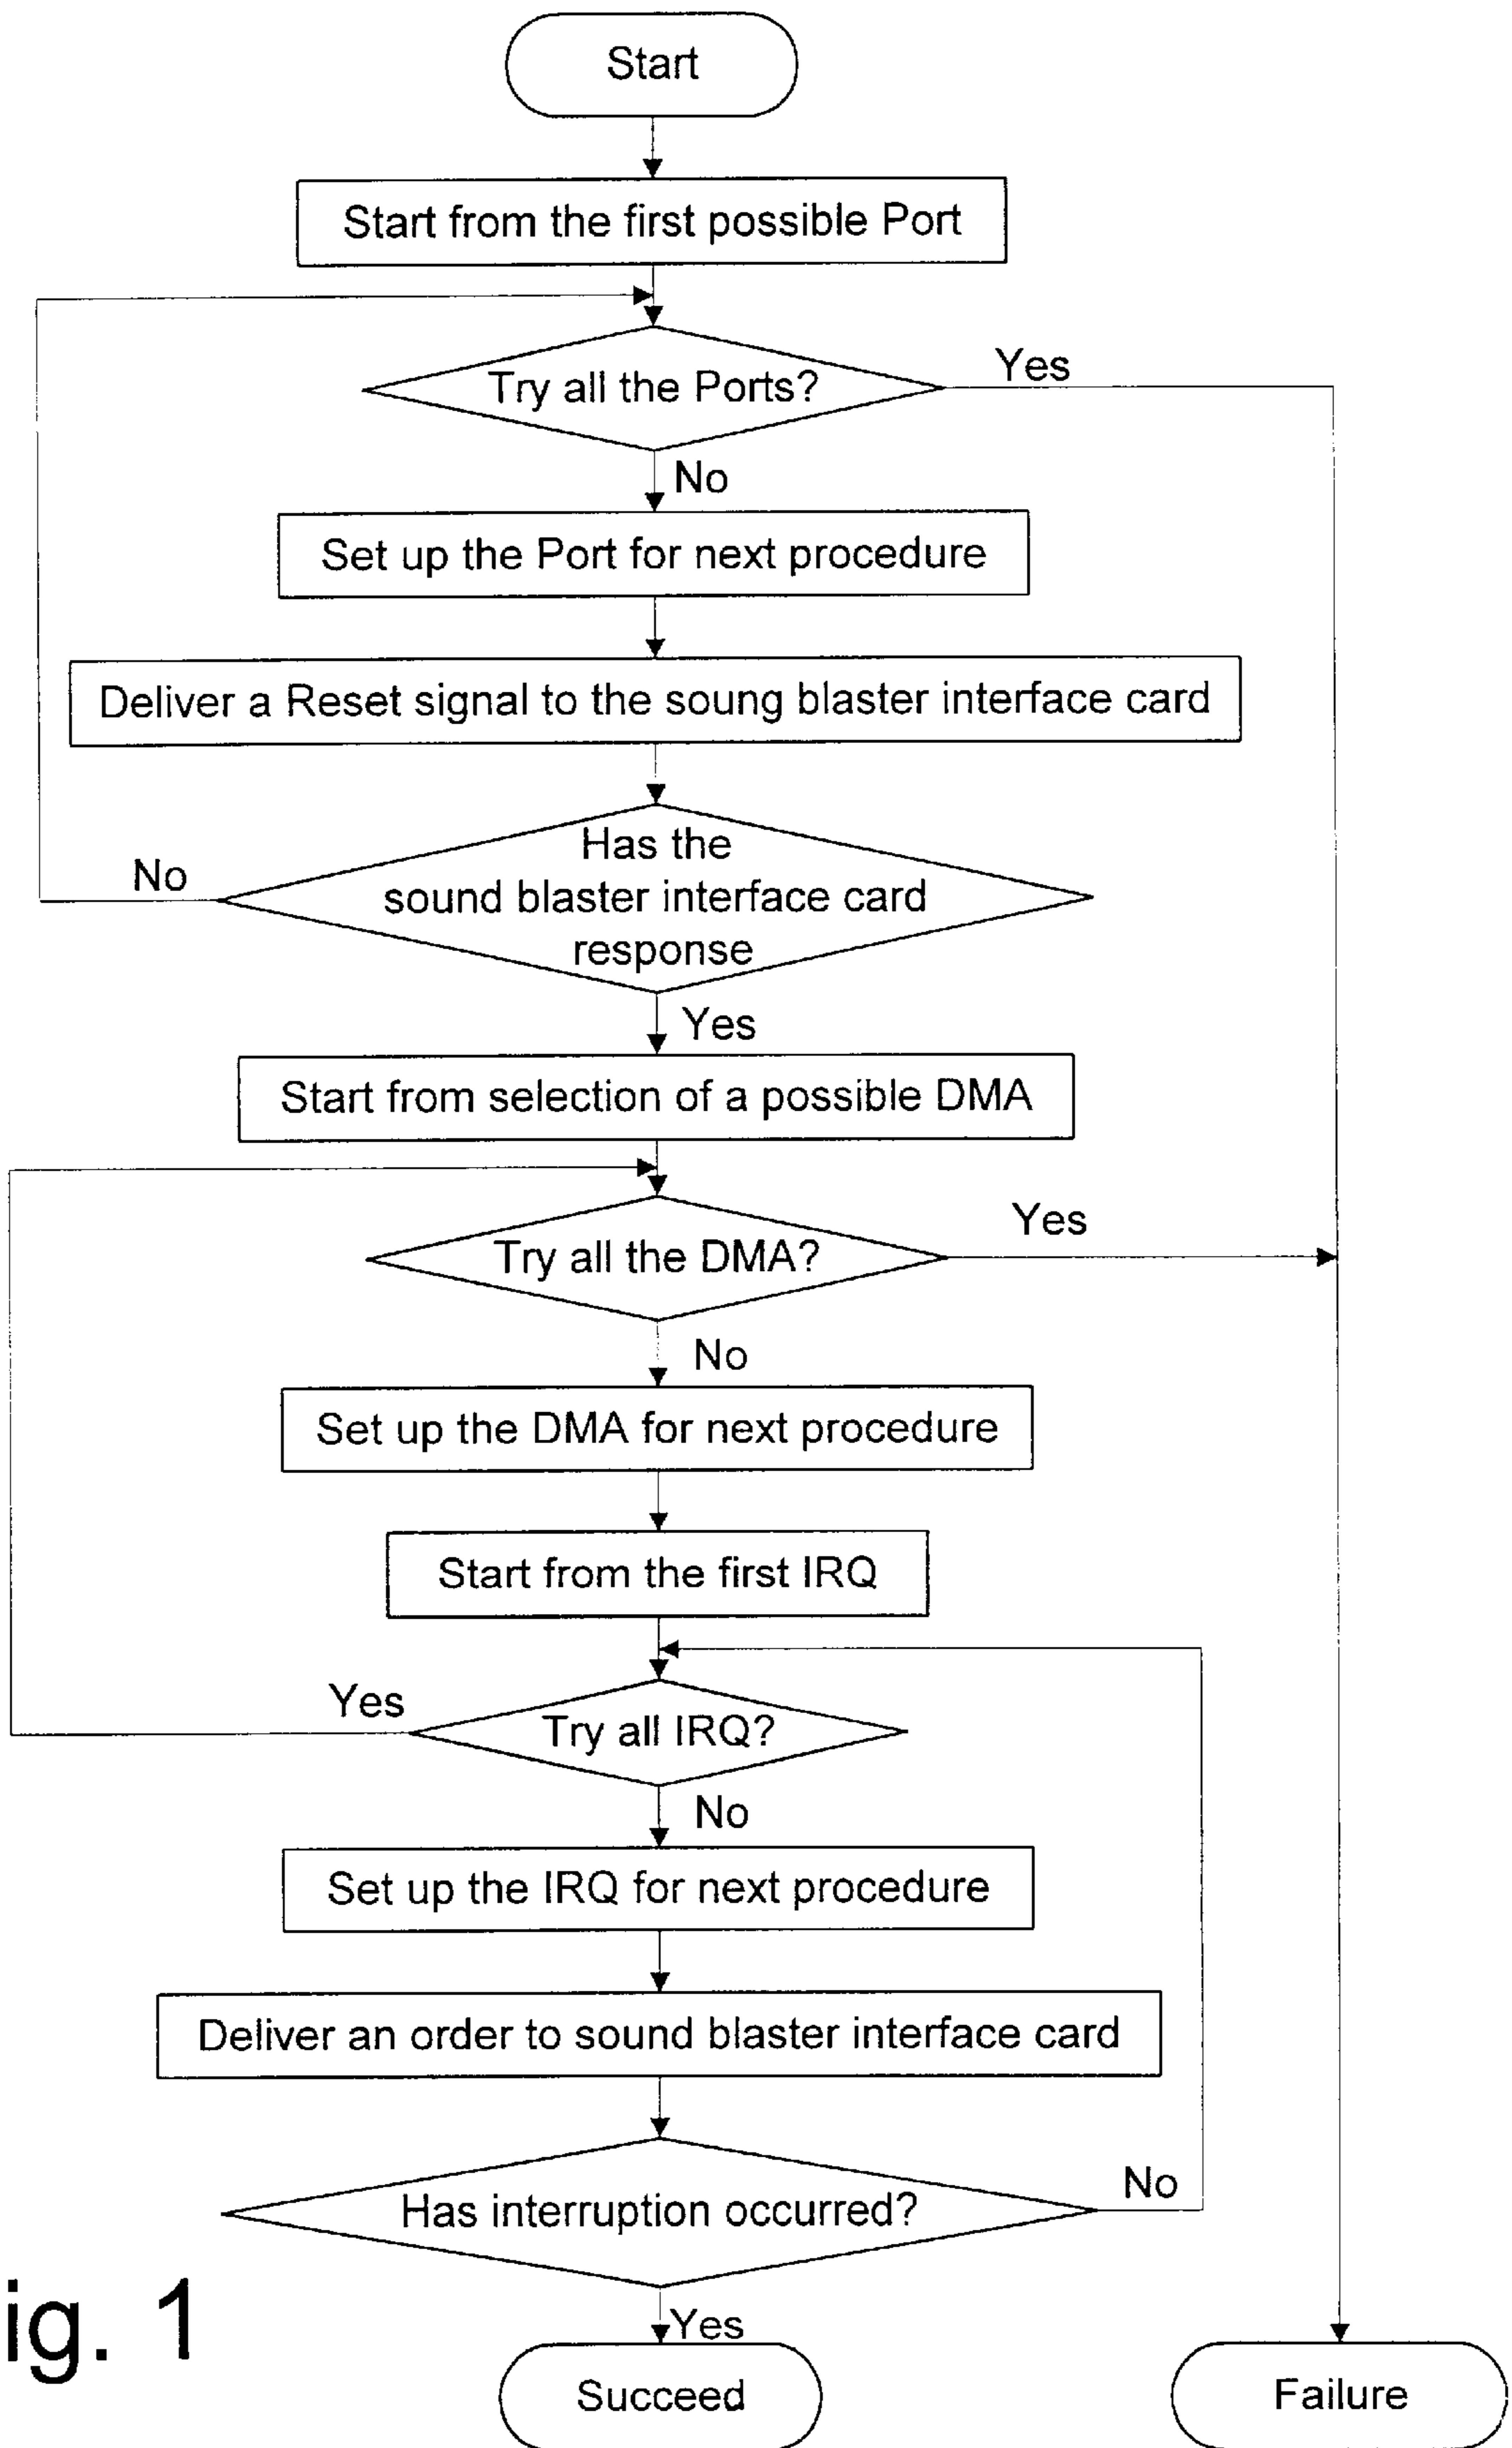 Start
Start from the first possible Port
Try all the Ports?
Yes
No
Set up the Port for next procedure
Deliver a Reset signal to the soung blaster interface card
Has the
sound blaster interface card
response
No
Yes
Start from selection of a possible DMA
Try all the DMA?
Yes
No
Set up the DMA for next procedure
Start from the first IRQ
Yes
Try all IRQ?
No
Set up the IRQ for next procedure
Deliver an order to sound blaster interface card
Has interruption occurred?
No
Yes
ig. 1
Succeed
Failure